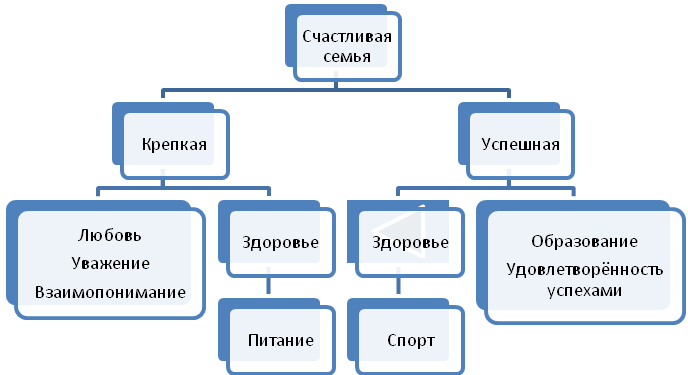 Счастливая
семья
Крепкая
Успешная
Любовь
Уважение
Взаимопонимание
Здоровье
Здоровье
Образование
Удовлетворённость
успехами
Питание
Спорт